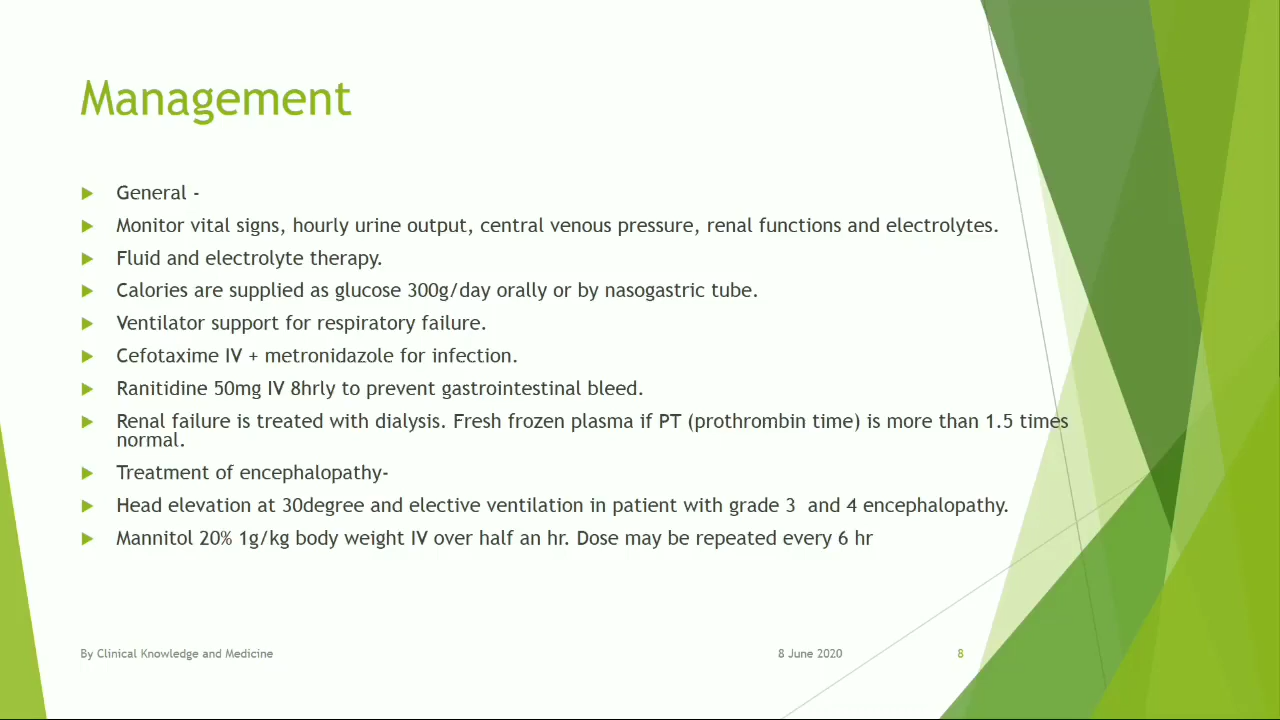 Management
General -
Monitor vital signs, hourly urine output, central venous pressure, renal functions and electrolytes.
Fluid and electrolyte therapy.
Calories are supplied as glucose 300g/day orally or by nasogastric tube.
Ventilator support for respiratory failure.
Cefotaxime IV + metronidazole for infection.
Ranitidine 50mg IV 8hrly to prevent gastrointestinal bleed.
Renal failure is treated with dialysis. Fresh frozen plasma if PT (prothrombin time) is more than 1.5 times
normal.
Treatment of encephalopathy-
Head elevation at 30degree and elective ventilation in patient with grade 3  and 4 encephalopathy.
Mannitol 20% 1g/kg body weight IV over half an hr. Dose may be repeated every 6 hr
By Clinical Knowledge and Medicine
8 June 2020
8